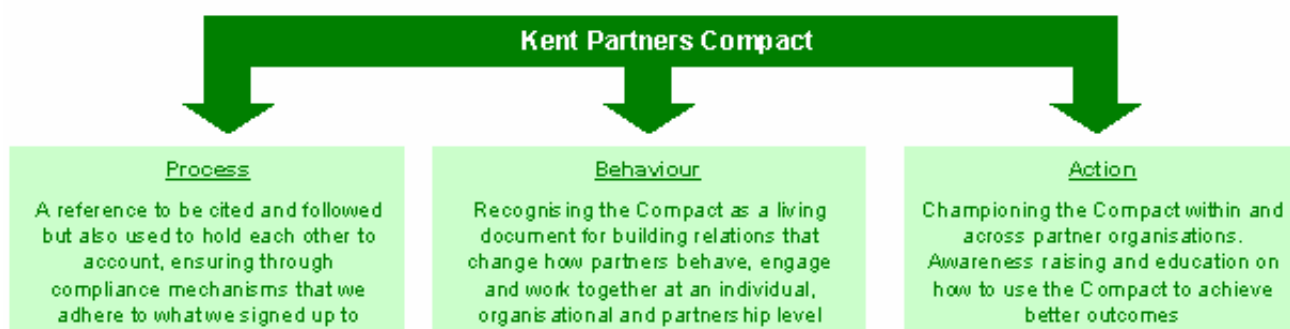 Kent Partners Compact
Process
A reference to be cited and followed
but also used to hold each other to
account, ensuring through
compliance mechanisms that we
adhere to what we signed up to
Behaviour
Recognising the Compact as a living
document for building relations that
change how partners behave, engage
and work together at an individual,
organisational and partnership level
Action
Championing the Compact within and
across partner organisations.
Awareness raising and education on
how to use the Compact to achieve
better outcomes